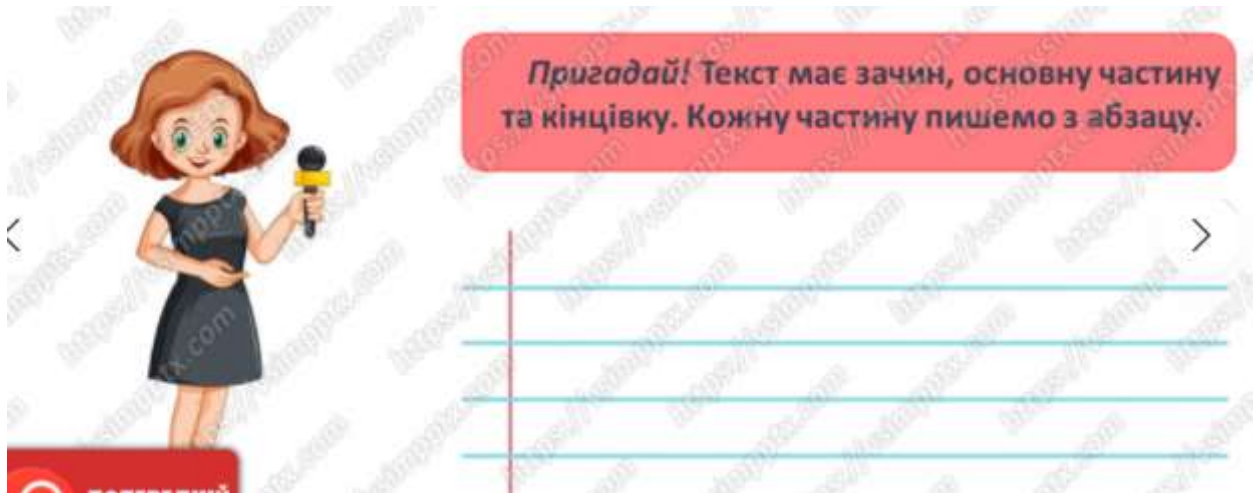 Пригадай! Текст має зачин, основну частину
та кінцівку. Кожну частину пишемо з абзацу.